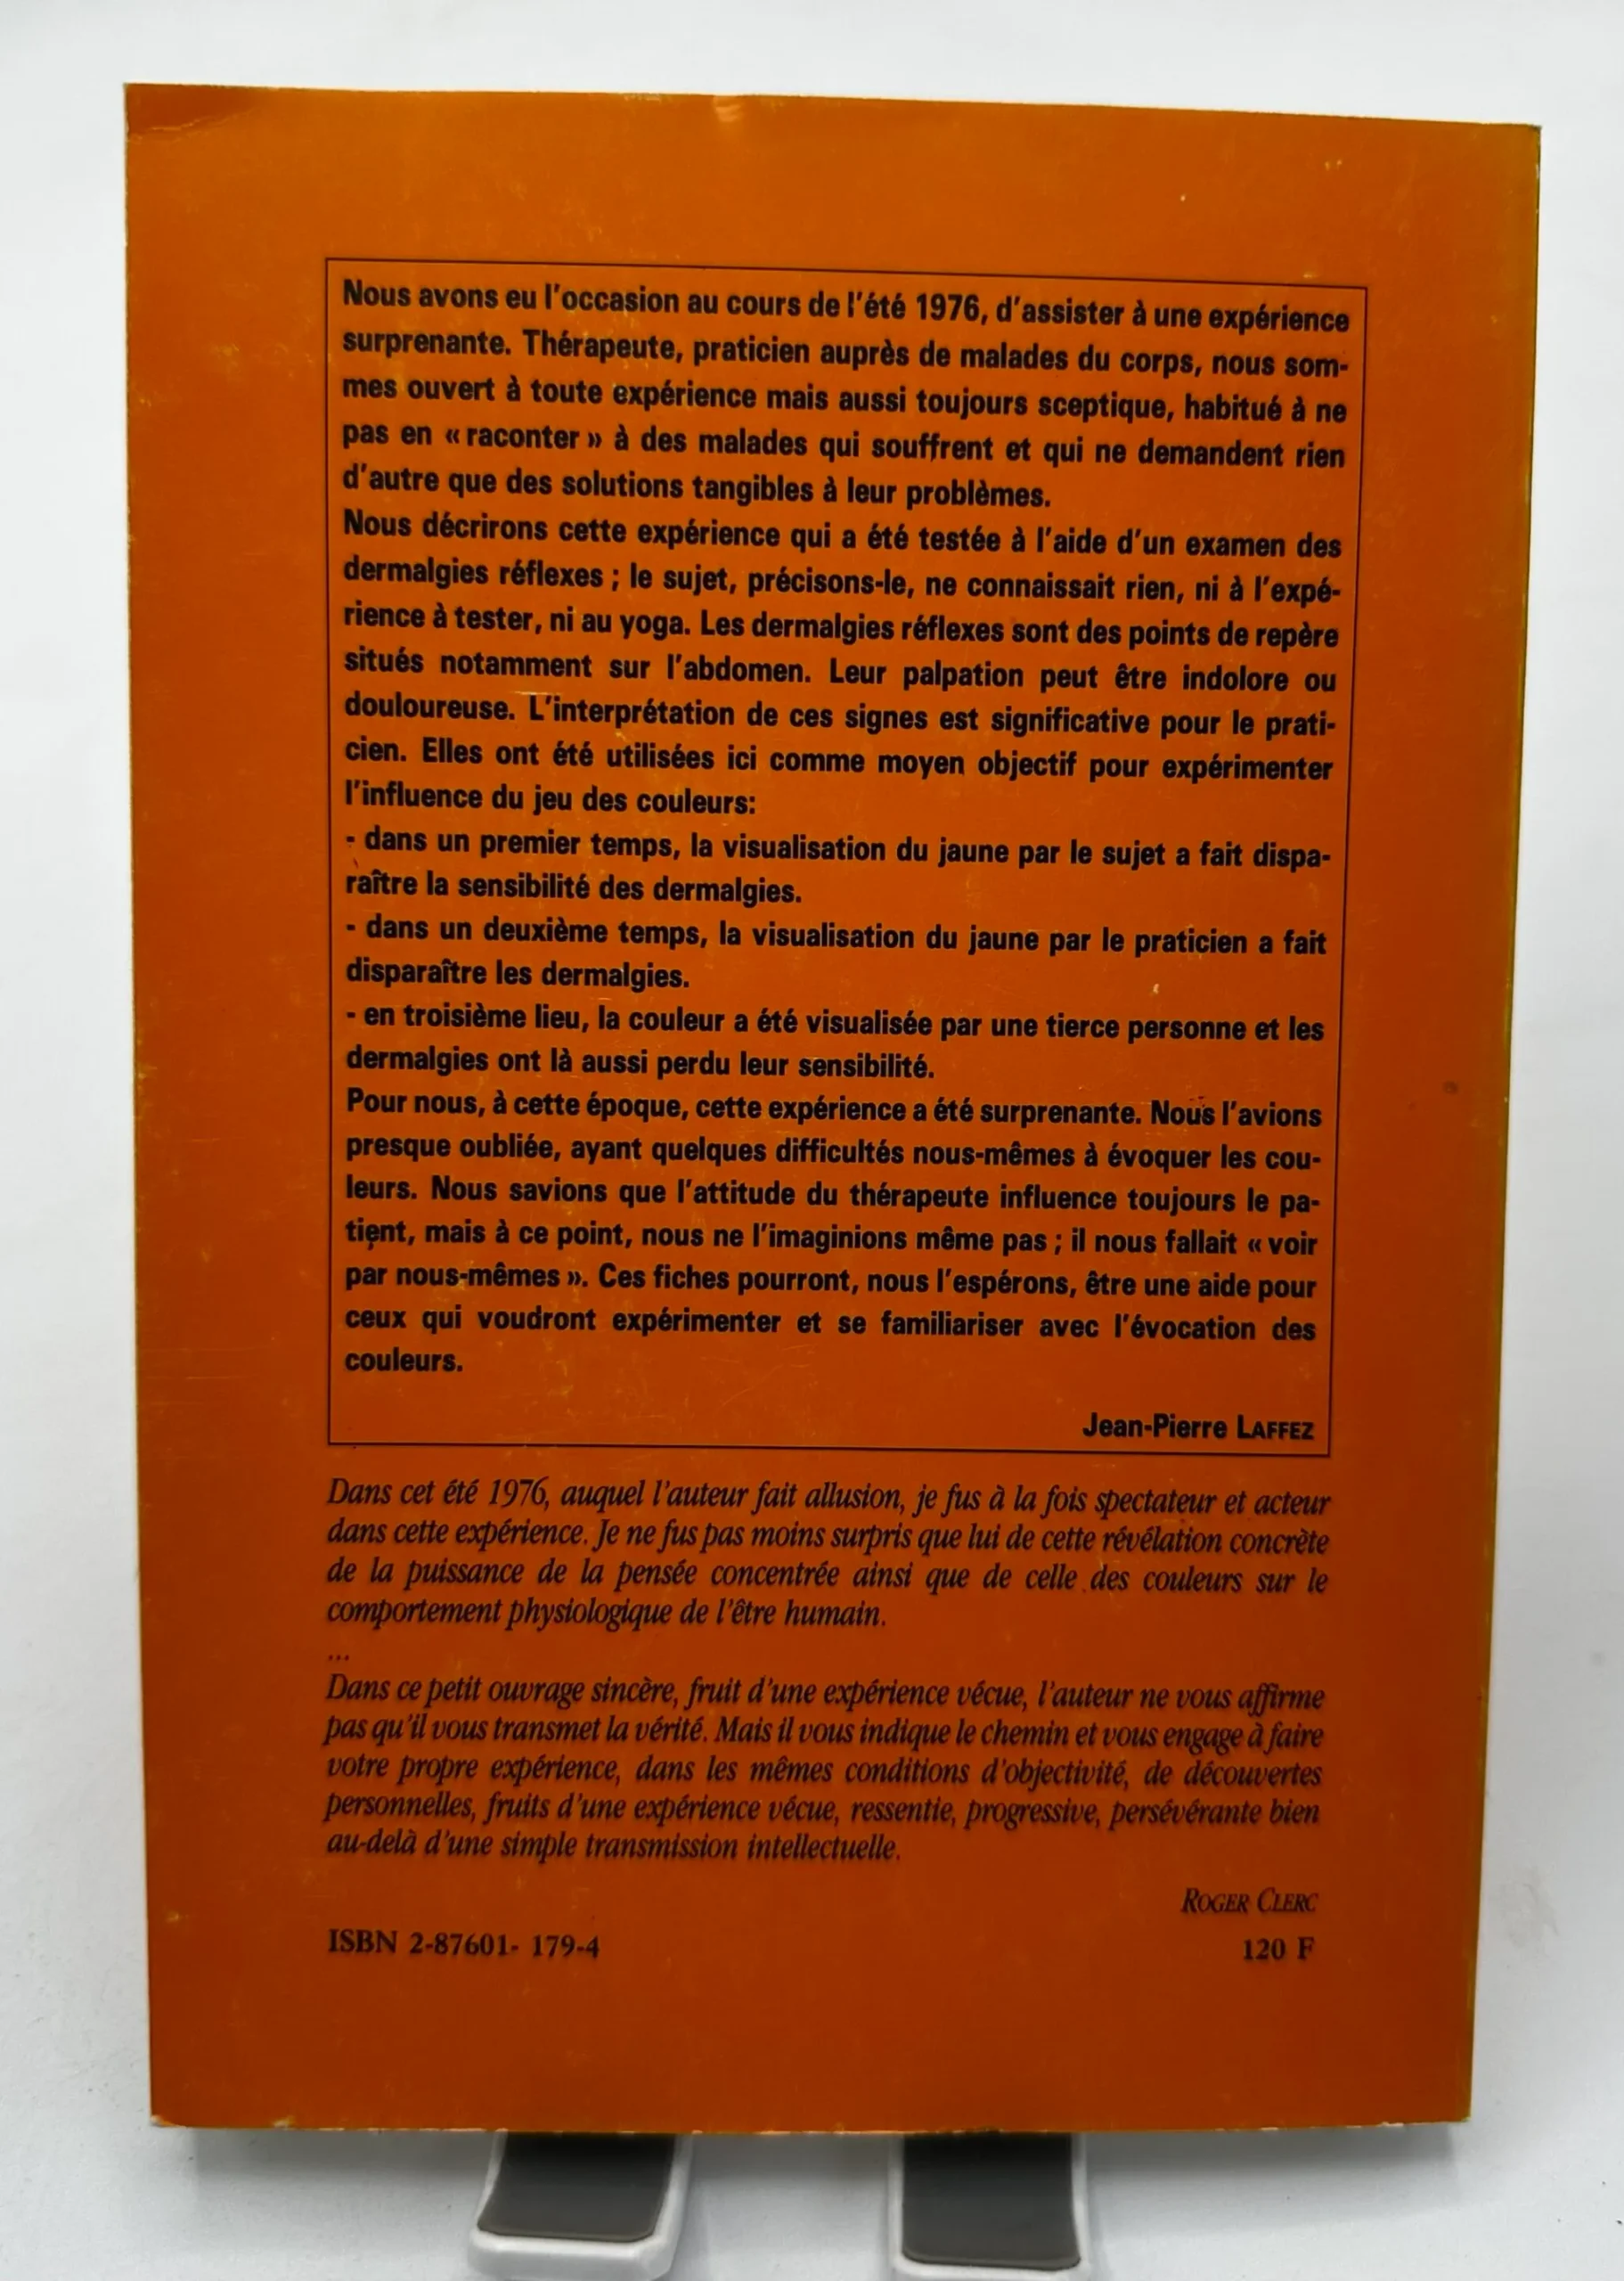 Nous avons eu l'occasion au cours de l'été 1976, d'assister à une expérience
surprenante. Thérapeute, praticien auprès de malades du corps, nous som-
mes ouvert à toute expérience mais aussi toujours sceptique, habitué à ne
pas en « raconter » à des malades qui souffrent et qui ne demandent rien
d'autre que des solutions tangibles à leur problèmes.
Nous décrirons cette expérience qui a été testée à l'aide d'un examen des
dermalgies réflexes ; le sujet, précisons-le, ne connaissait rien, ni à l'expé-
rience à tester, ni au yoga. Les dermalgies réflexes sont des points de repère
situés notamment sur l'abdomen. Leur palpation peut être indolore ou
douloureuse. L'interprétation de ces signes est significative pour le prati-
cien. Elles ont été utilisées ici comme moyen objectif pour expérimenter
l'influence du jeu des couleurs:
- dans un premier temps, la visualisation du jaune par le sujet a fait dispa-
raître la sensibilité des dermalgies.
- dans un deuxième temps, la visualisation du jaune par le praticien a fait
disparaître les dermalgies.
- en troisième lieu, la couleur a été visualisée par une tierce personne et les
dermalgies ont là aussi perdu leur sensibilité.
Pour nous, à cette époque, cette expérience a été surprenante. Nous l'avions
presque oubliée, ayant quelques difficultés nous-mêmes à évoquer les cou-
leurs. Nous savions que l'attitude du thérapeute influence toujours le pa-
tient, mais à ce point, nous ne l'imaginions même pas ; il nous fallait « voir
par nous-mêmes ». Ces fiches pourront, nous l'espérons, être une aide pour
ceux qui voudront expérimenter et se familiariser avec l'évocation des
couleurs.
Jean-Pierre LAFFEZ
Dans cet été 1976, auquel l'auteur fait allusion, je fus à la fois spectateur et acteur
dans cette expérience. Je ne fus pas moins surpris que lui de cette révélation concrète
de la puissance de la pensée concentrée ainsi que de celle des couleurs sur le
comportement physiologique de l'être humain.
...
Dans ce petit ouvrage sincère, fruit d'une expérience vécue, l'auteur ne vous affirme
pas qu'il vous transmet la vérité. Mais il vous indique le chemin et vous engage à faire
votre propre expérience, dans les mêmes conditions d'objectivité, de découvertes
personnelles, fruits d'une expérience vécue, ressentie, progressive, persévérante bien
au-delà d'une simple transmission intellectuelle.
ROGER CLERC
ISBN 2-87601- 179-4
120 F